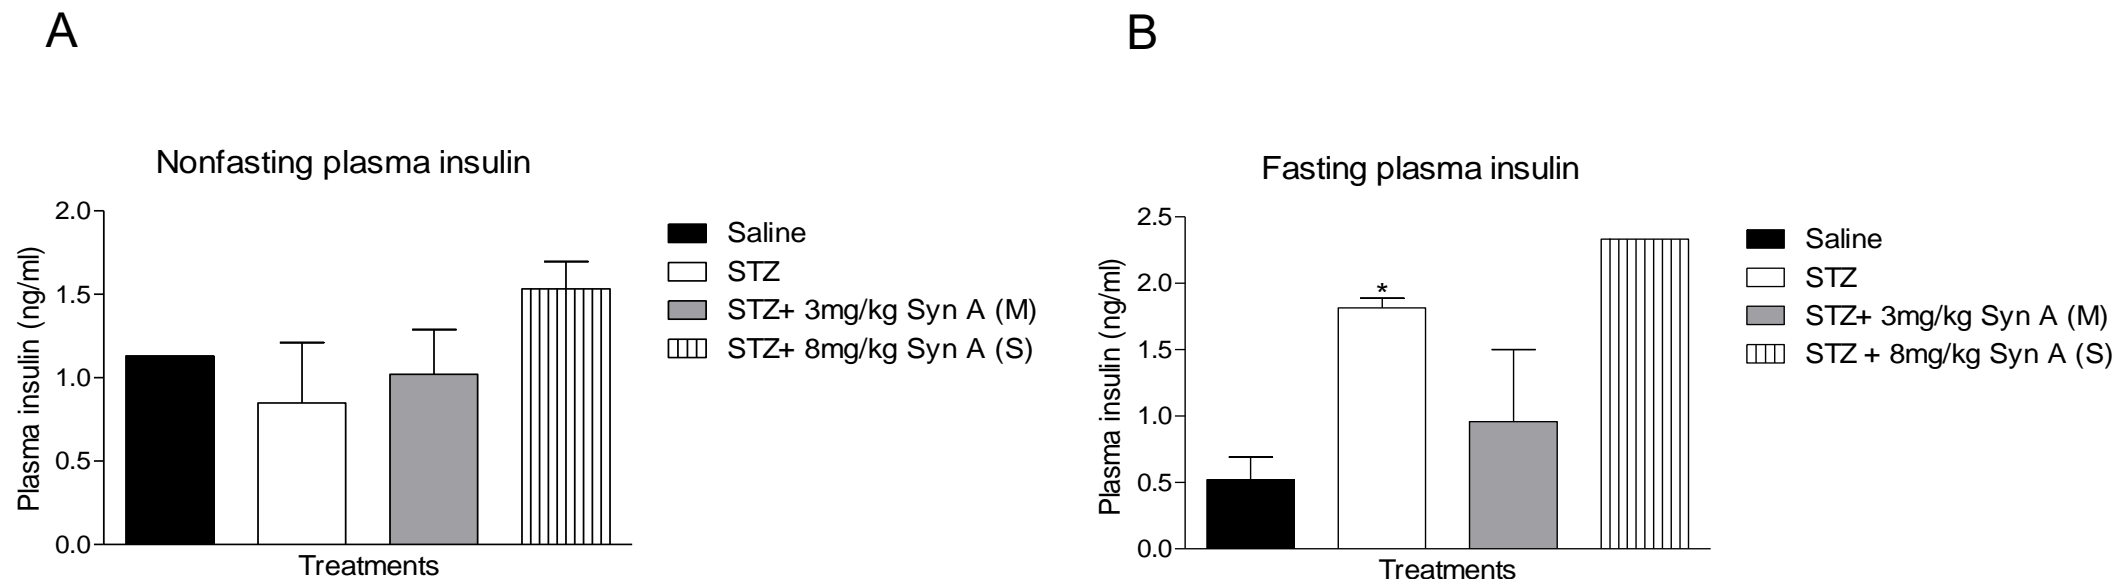 A
Nonfasting plasma insulin
Plasma insulin (ng/ml)
2.0
1.5
1.0
0.5
0.0
Treatments
Saline
STZ
STZ+ 3mg/kg Syn A (M)
STZ+ 8mg/kg Syn A (S)
B
Fasting plasma insulin
Plasma insulin (ng/ml)
2.5
2.0
1.5
1.0
0.5
0.0
*
Treatments
Saline
STZ
STZ+ 3mg/kg Syn A (M)
STZ + 8mg/kg Syn A (S)